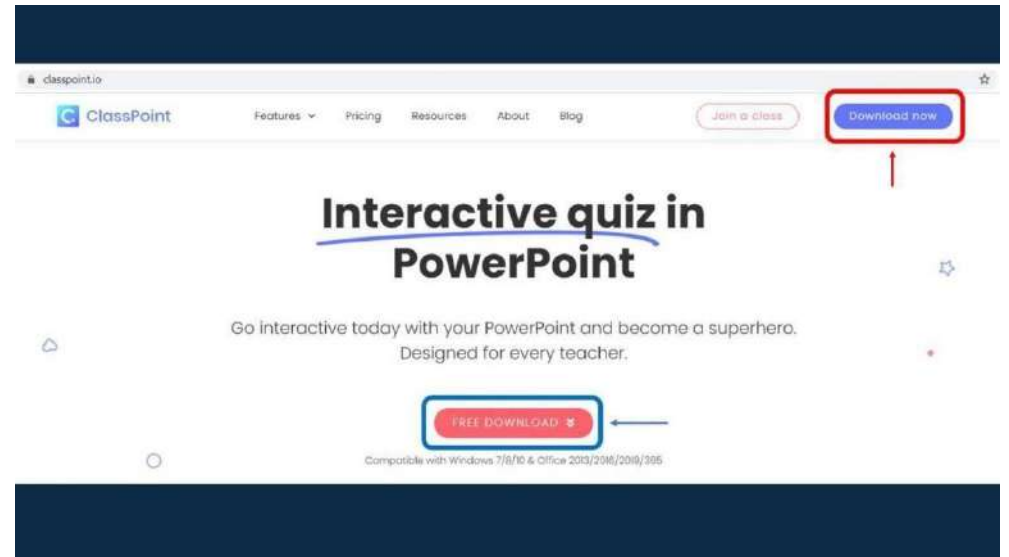 classpoint.io
ClassPoint
Features
Pricing
Resources
About
Blog
Join a class
Download now
Interactive quiz in
PowerPoint
Go interactive today with your PowerPoint and become a superhero.
Designed for every teacher.
FREE DOWNLOAD
Compatible with Windows 7/8/10 & Office 2013/2016/2019/365